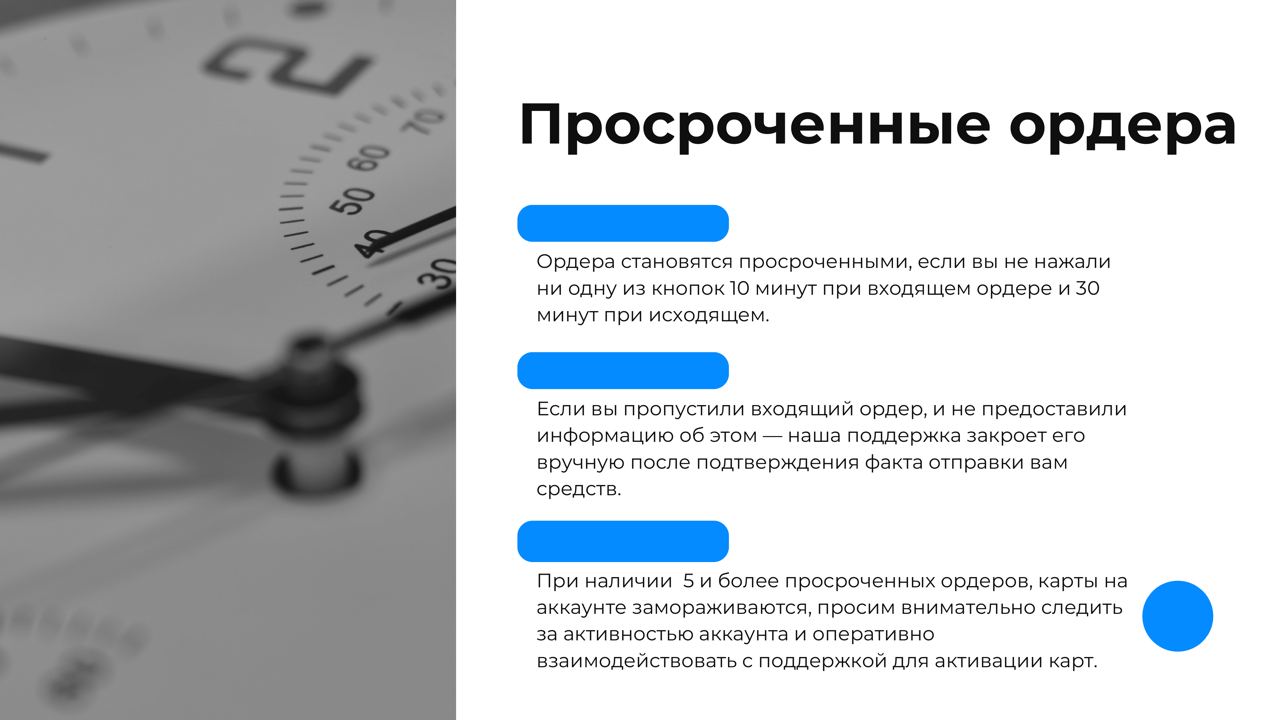 2
70
60
50
40
30
Просроченные ордера
Ордера становятся просроченными, если вы не нажали
ни одну из кнопок 10 минут при входящем ордере и 30
минут при исходящем.
Если вы пропустили входящий ордер, и не предоставили
информацию об этом — наша поддержка закроет его
вручную после подтверждения факта отправки вам
средств.
При наличии  5 и более просроченных ордеров, карты на
аккаунте замораживаются, просим внимательно следить
за активностью аккаунта и оперативно
взаимодействовать с поддержкой для активации карт.